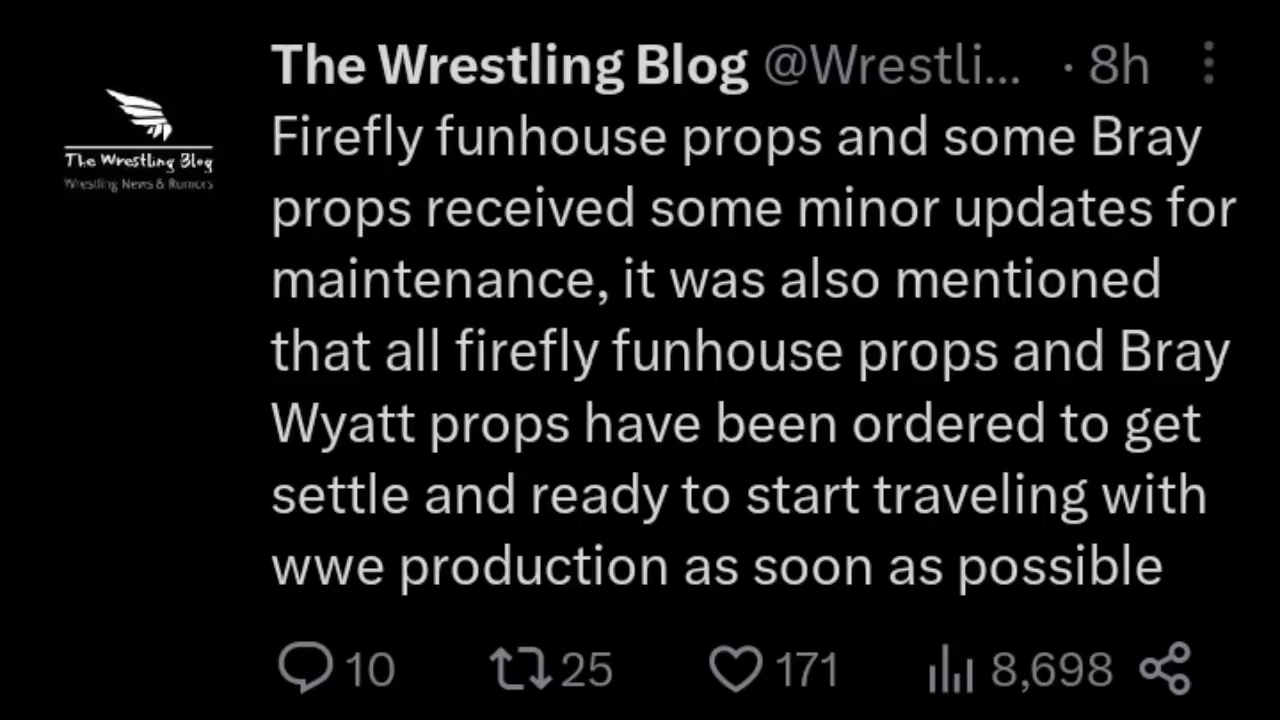 The Wrestling Blog @Wrestli... · 8h
The Wrestling Blog
Wrestling News & Rumors
Firefly funhouse props and some Bray
props received some minor updates for
maintenance, it was also mentioned
that all firefly funhouse props and Bray
Wyatt props have been ordered to get
settle and ready to start traveling with
wwe production as soon as possible
10 25 171 8,698